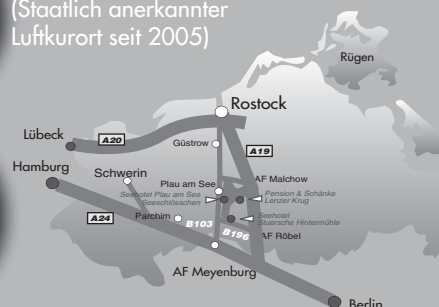 (Staatlich anerkannter
Luftkurort seit 2005)
Rügen
Rostock
Lübeck
A20
Güstrow
A19
Hamburg
Schwerin
Plau am See
AF Malchow
Seehotel Plau am See
Seeschlösschen
Pension & Schänke
Lenzer Krug
A24
Parchim
B103
B196
Seehotel
Stuersche Hintermühle
AF Röbel
AF Meyenburg
Berlin